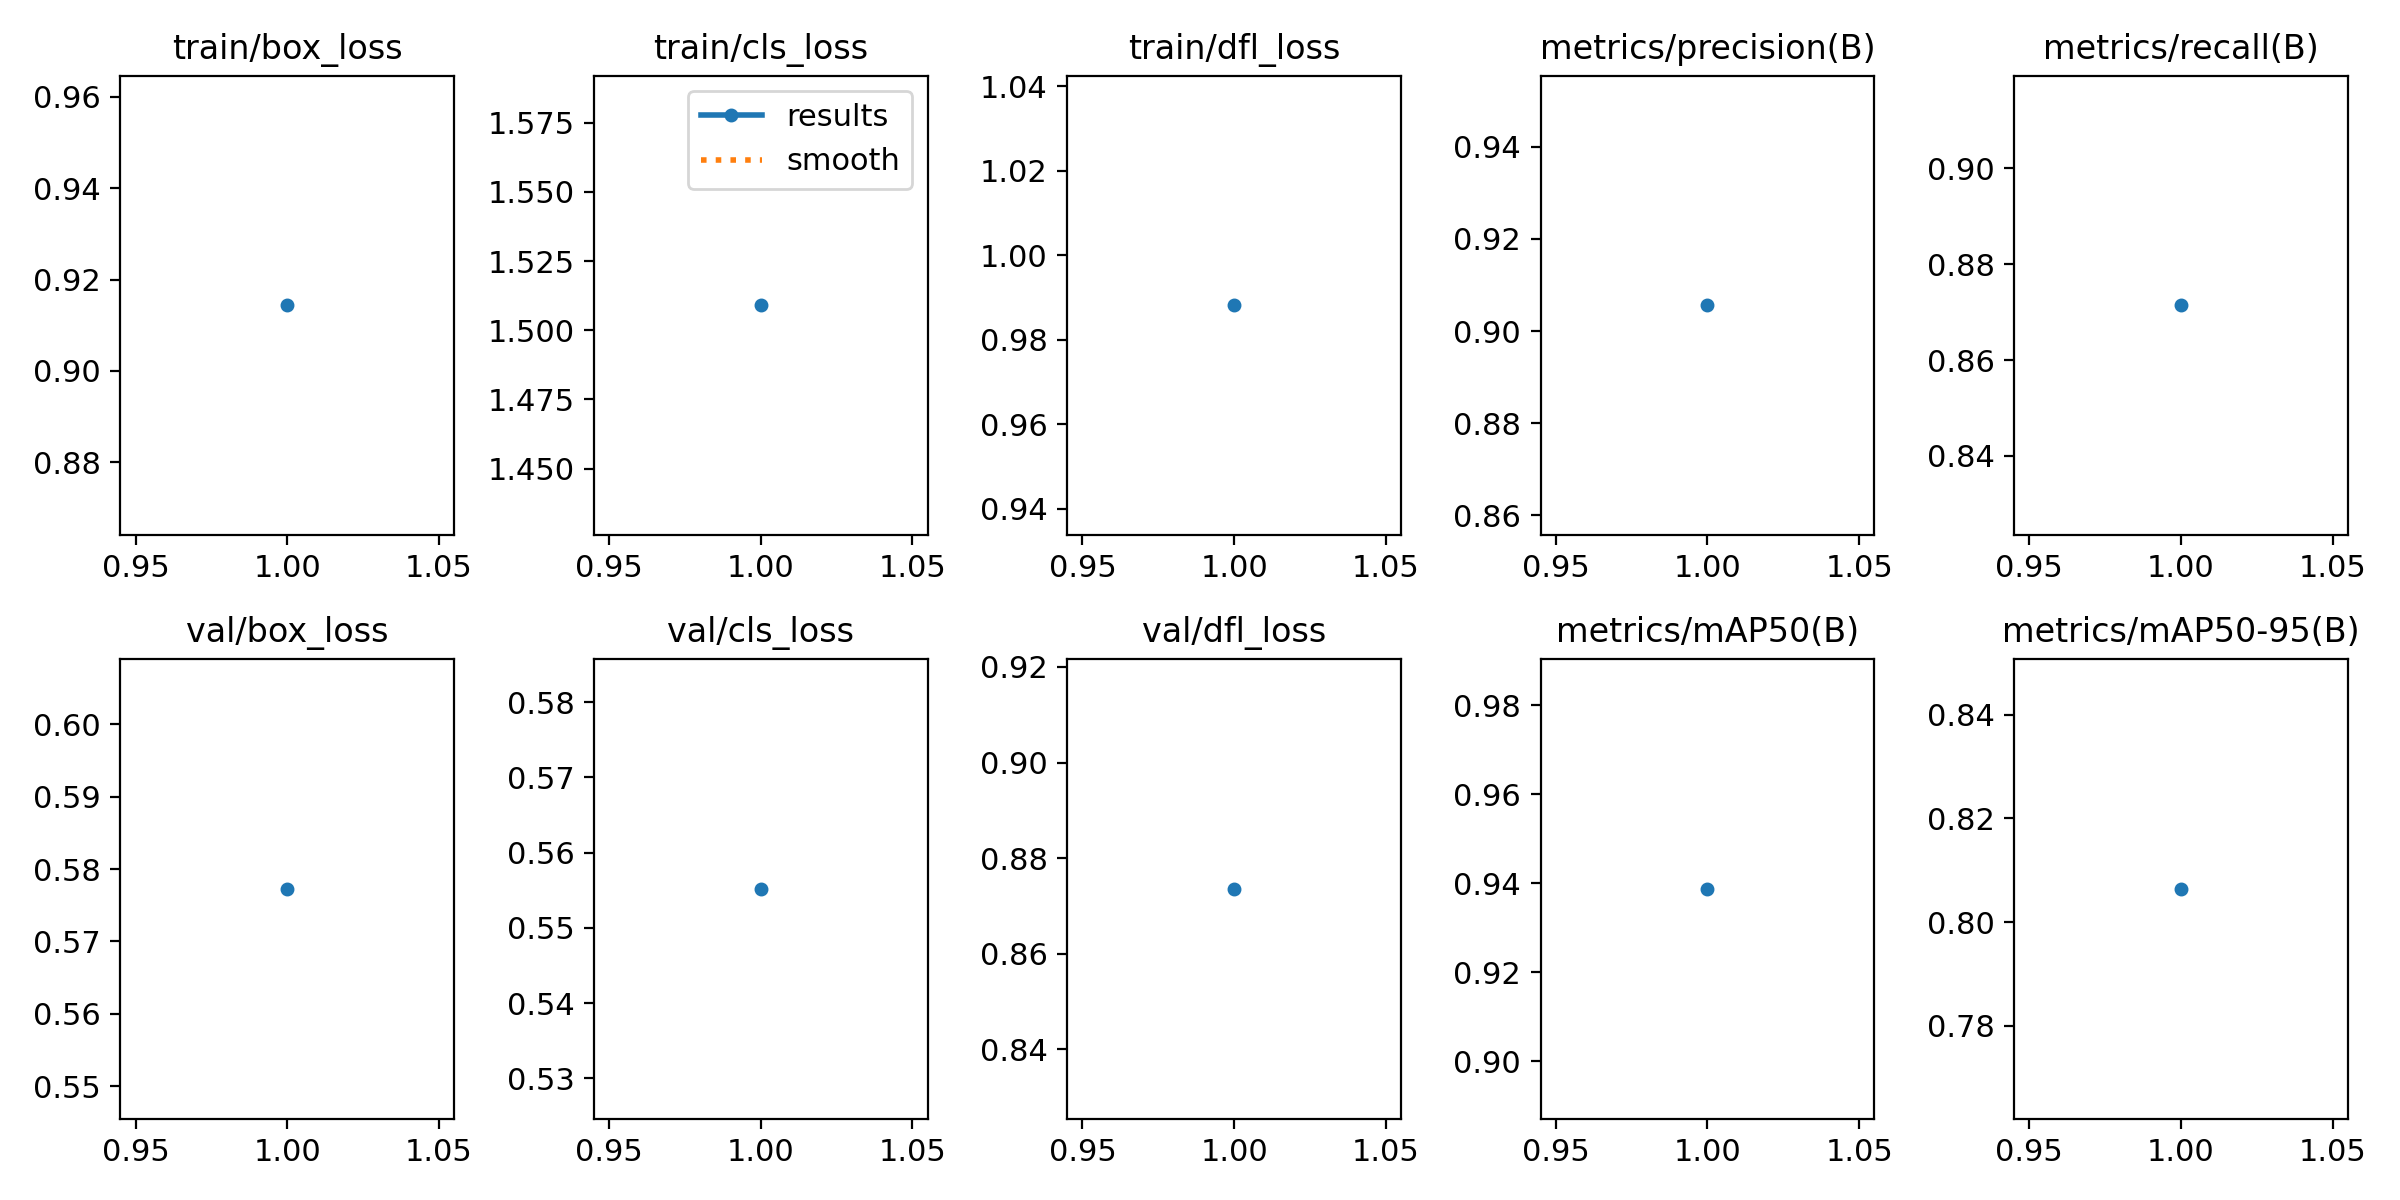 train/box_loss
0.96
0.94
0.92
0.90
0.88
0.95 1.00 1.05
train/cls_loss
results
smooth
1.575
1.550
1.525
1.500
1.475
1.450
0.95 1.00 1.05
train/dfl_loss
1.04
1.02
1.00
0.98
0.96
0.94
0.95 1.00 1.05
metrics/precision(B)
0.94
0.92
0.90
0.88
0.86
0.95 1.00 1.05
metrics/recall(B)
0.90
0.88
0.86
0.84
0.95 1.00 1.05
val/box_loss
0.60
0.59
0.58
0.57
0.56
0.55
0.95 1.00 1.05
val/cls_loss
0.58
0.57
0.56
0.55
0.54
0.53
0.95 1.00 1.05
val/dfl_loss
0.92
0.90
0.88
0.86
0.84
0.95 1.00 1.05
metrics/mAP50(B)
0.98
0.96
0.94
0.92
0.90
0.95 1.00 1.05
metrics/mAP50-95(B)
0.84
0.82
0.80
0.78
0.95 1.00 1.05